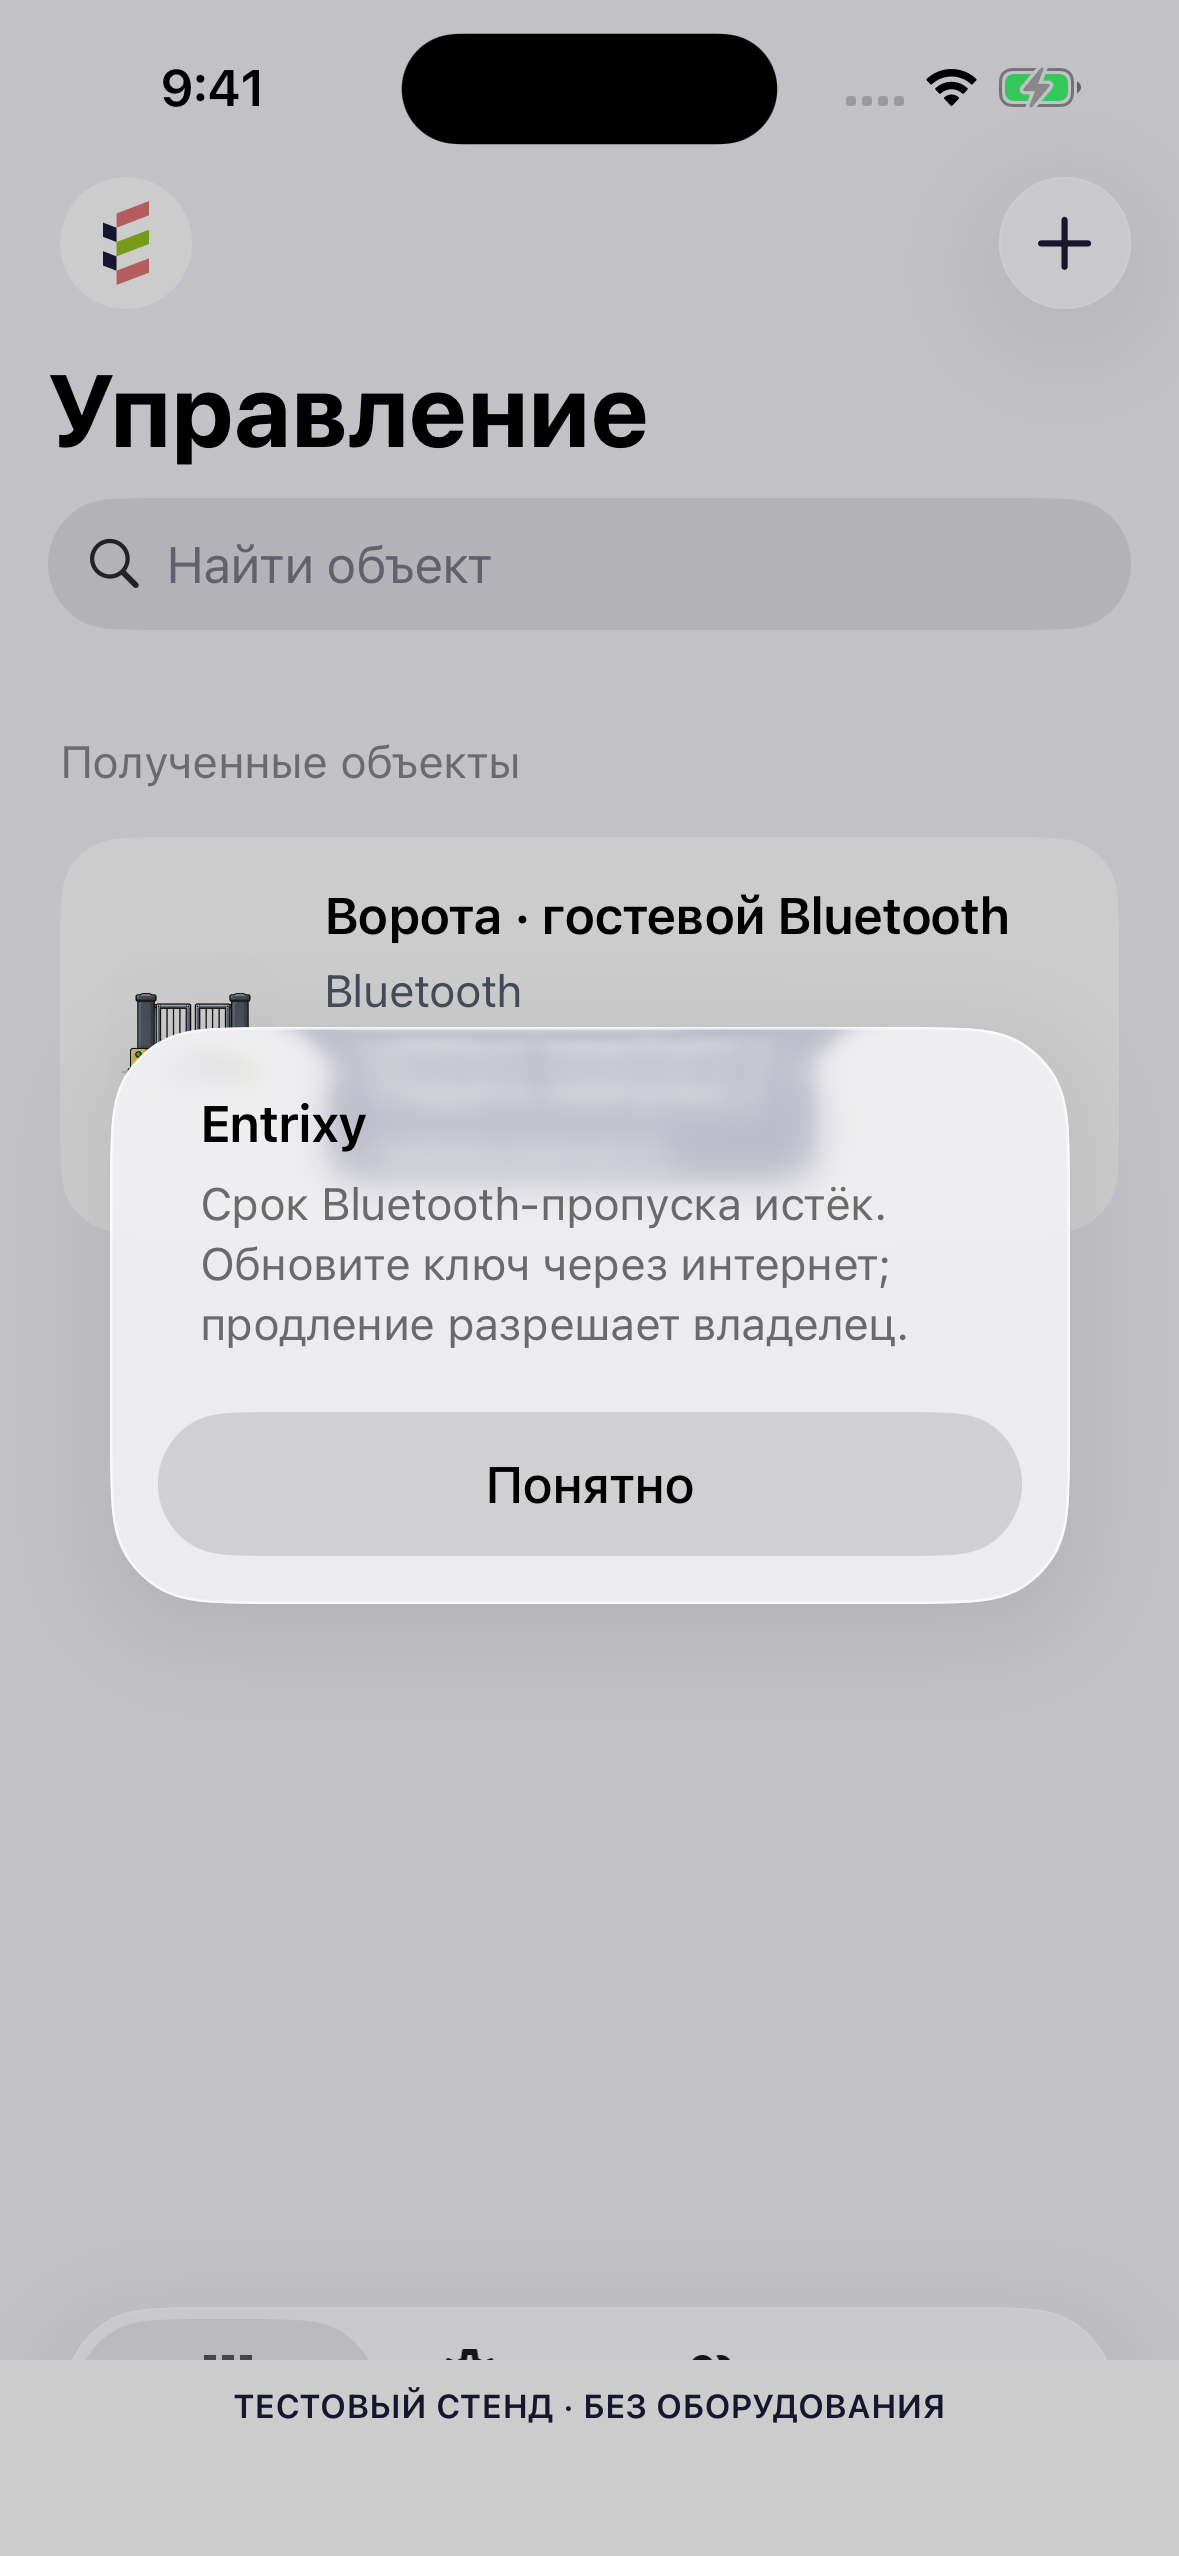 9:41
Управление
Найти объект
Полученные объекты
Ворота · гостевой Bluetooth
Bluetooth
Entrixy
Срок Bluetooth-пропуска истёк.
Обновите ключ через интернет;
продление разрешает владелец.
Понятно
ТЕСТОВЫЙ СТЕНД · БЕЗ ОБОРУДОВАНИЯ